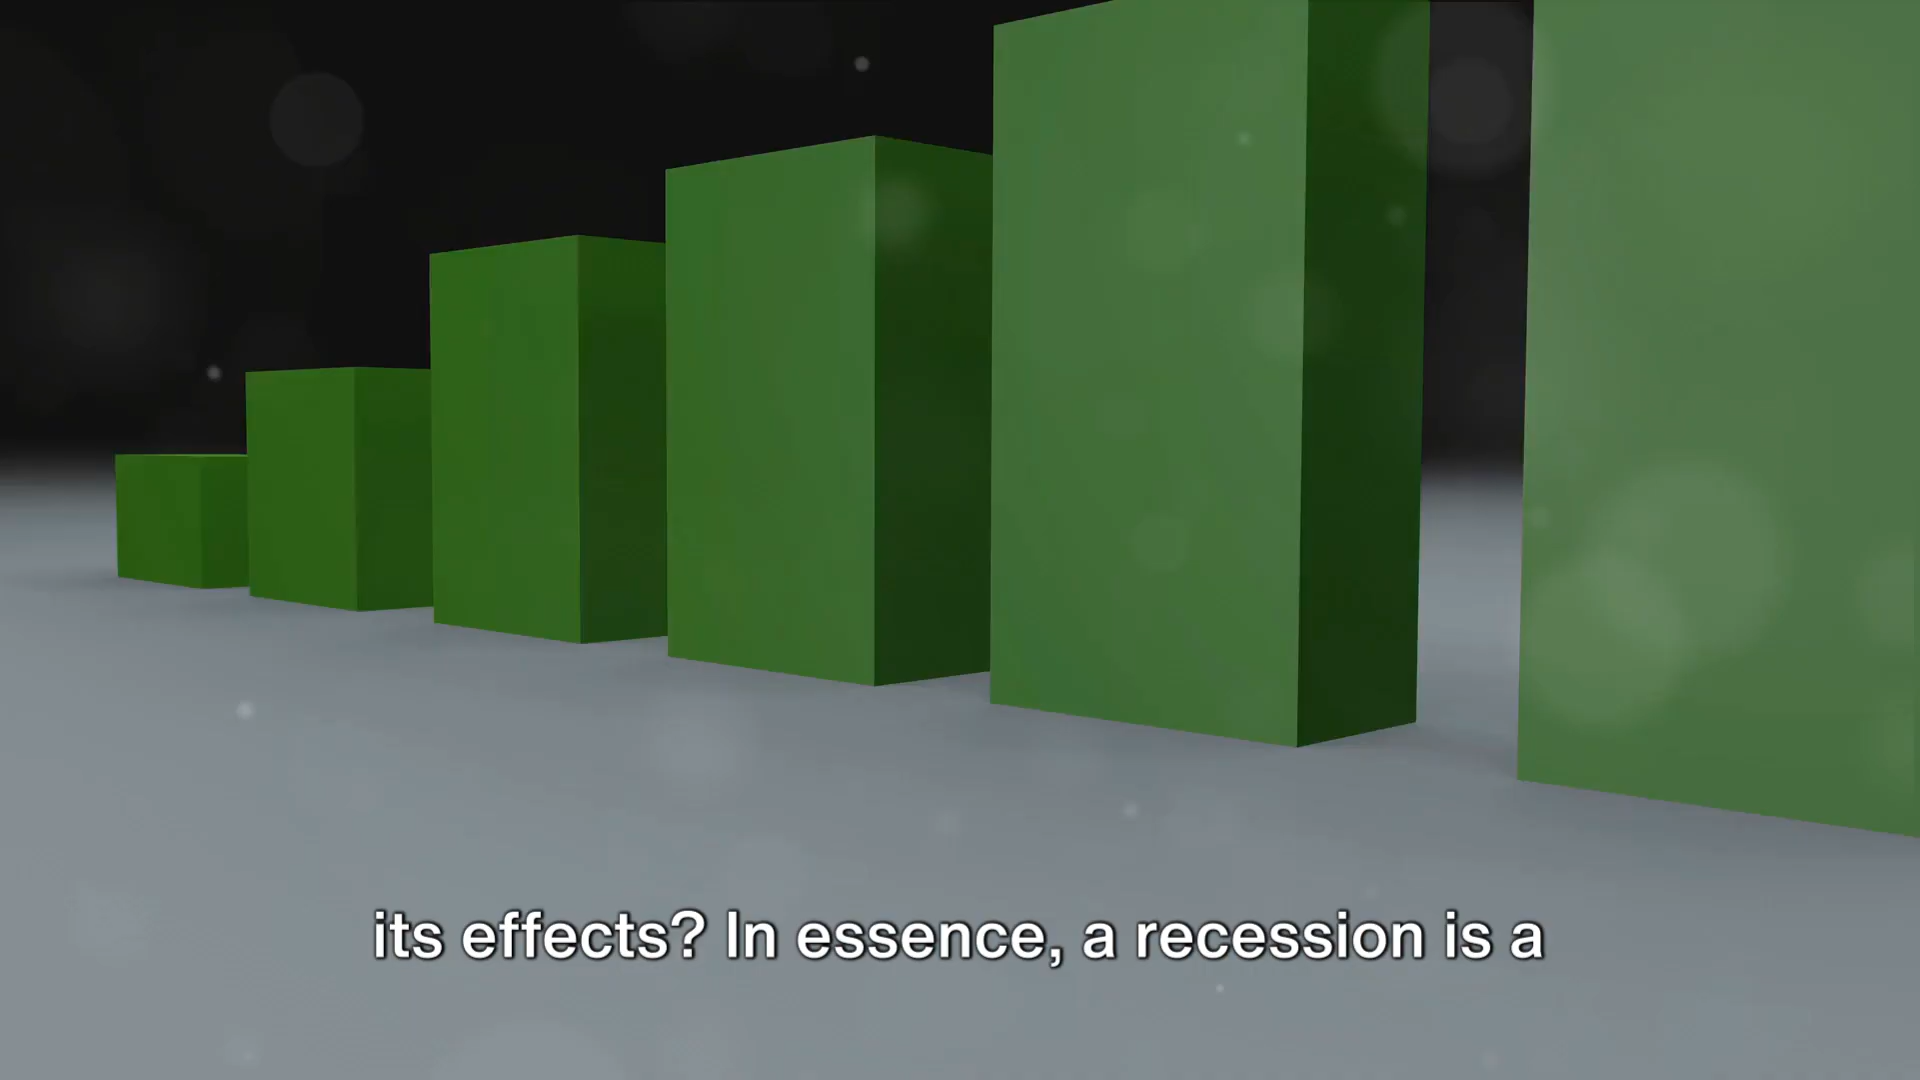 its effects? In essence, a recession is a